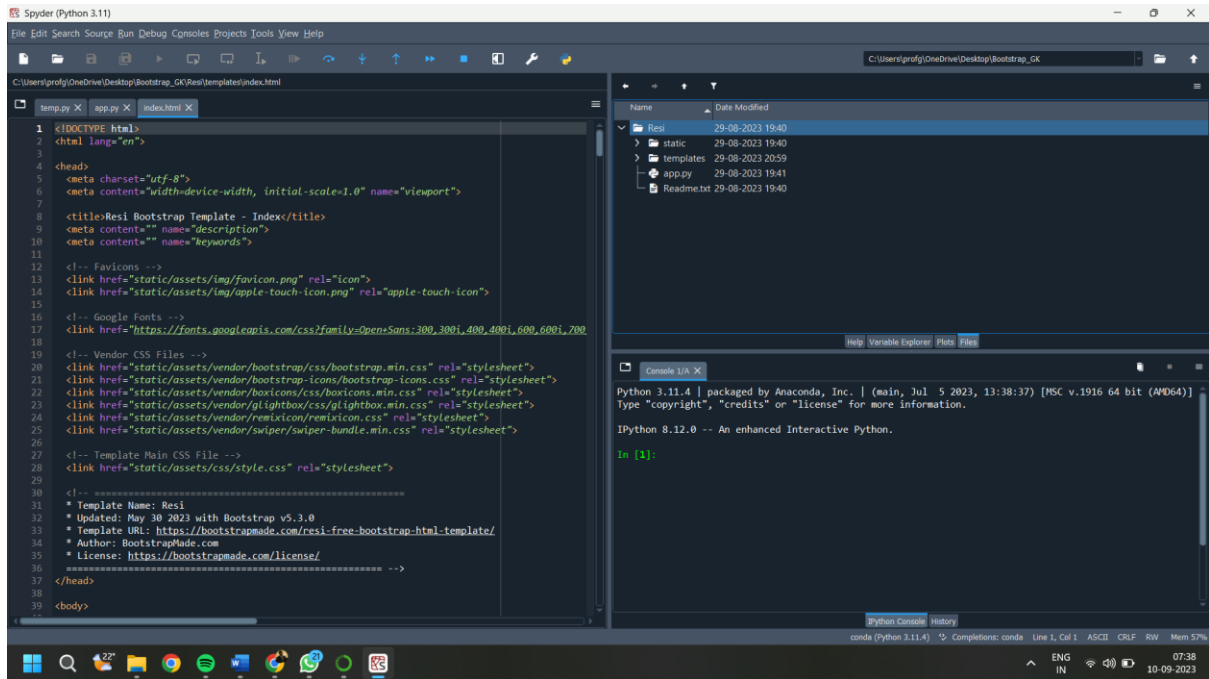 Spyder (Python 3.11)
File Edit Search Source Run Debug Consoles Projects Tools View Help
C:\Users\profg\OneDrive\Desktop\Bootstrap_GK
C:\Users\profg\OneDrive\Desktop\Bootstrap_GK\Resi\templates\index.html
temp.py app.py index.html
1 <!DOCTYPE html>
2 <html lang="en">
3
4 <head>
5 <meta charset="utf-8">
6 <meta content="width=device-width, initial-scale=1.0" name="viewport">
7
8 <title>Resi Bootstrap Template - Index</title>
9 <meta content="" name="description">
10 <meta content="" name="keywords">
11
12 <!-- Favicons -->
13 <link href="static/assets/img/favicon.png" rel="icon">
14 <link href="static/assets/img/apple-touch-icon.png" rel="apple-touch-icon">
15
16 <!-- Google Fonts -->
17 <link href="https://fonts.googleapis.com/css?family=Open+Sans:300,300i,400,400i,600,600i,700
18
19 <!-- Vendor CSS Files -->
20 <link href="static/assets/vendor/bootstrap/css/bootstrap.min.css" rel="stylesheet">
21 <link href="static/assets/vendor/bootstrap-icons/bootstrap-icons.css" rel="stylesheet">
22 <link href="static/assets/vendor/boxicons/css/boxicons.min.css" rel="stylesheet">
23 <link href="static/assets/vendor/glightbox/css/glightbox.min.css" rel="stylesheet">
24 <link href="static/assets/vendor/remixicon/remixicon.css" rel="stylesheet">
25 <link href="static/assets/vendor/swiper/swiper-bundle.min.css" rel="stylesheet">
26
27 <!-- Template Main CSS File -->
28 <link href="static/assets/css/style.css" rel="stylesheet">
29
30 <!-- =======================================================
31 * Template Name: Resi
32 * Updated: May 30 2023 with Bootstrap v5.3.0
33 * Template URL: https://bootstrapmade.com/resi-free-bootstrap-html-template/
34 * Author: BootstrapMade.com
35 * License: https://bootstrapmade.com/license/
36 ======================================================== -->
37 </head>
38
39 <body>
Name Date Modified
Resi 29-08-2023 19:40
static 29-08-2023 19:40
templates 29-08-2023 20:59
app.py 29-08-2023 19:41
Readme.txt 29-08-2023 19:40
Help Variable Explorer Plots Files
Console 1/A
Python 3.11.4 | packaged by Anaconda, Inc. | (main, Jul 5 2023, 13:38:37) [MSC v.1916 64 bit (AMD64)]
Type "copyright", "credits" or "license" for more information.
IPython 8.12.0 -- An enhanced Interactive Python.
In [1]:
IPython Console History
conda (Python 3.11.4) Completions: conda Line 1, Col 1 ASCII CRLF RW Mem 57%
22°
21
ENG
IN
07:38
10-09-2023